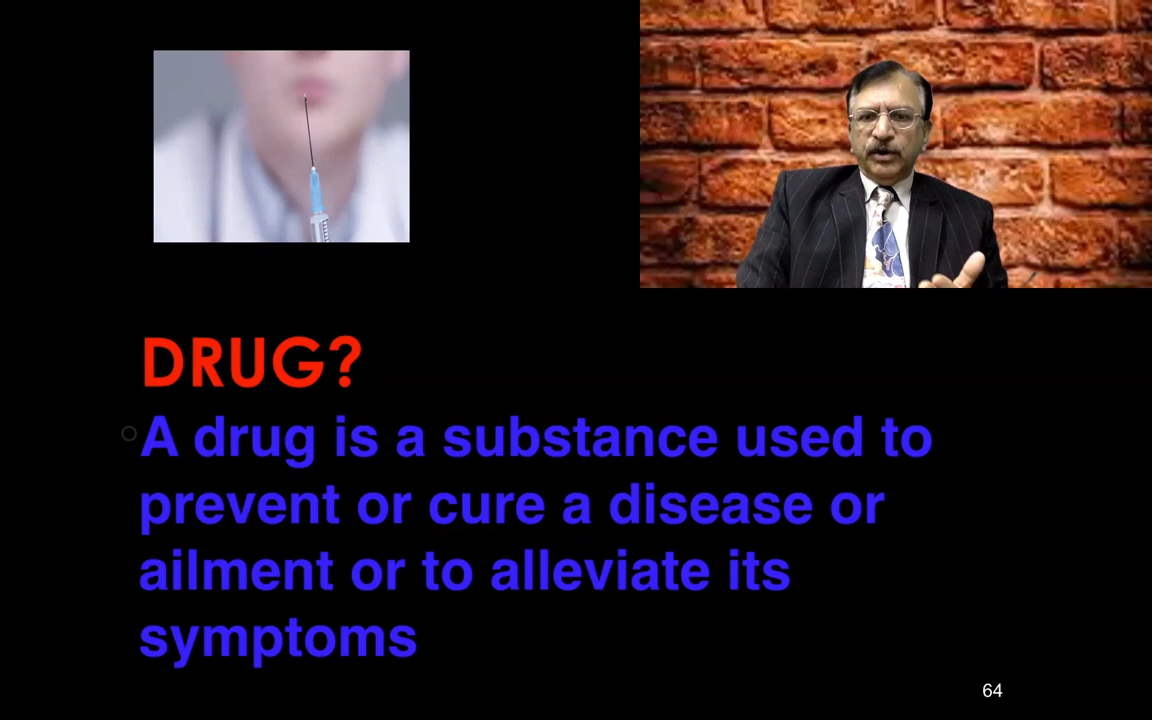 DRUG?
A drug is a substance used to
prevent or cure a disease or
ailment or to alleviate its
symptoms
64